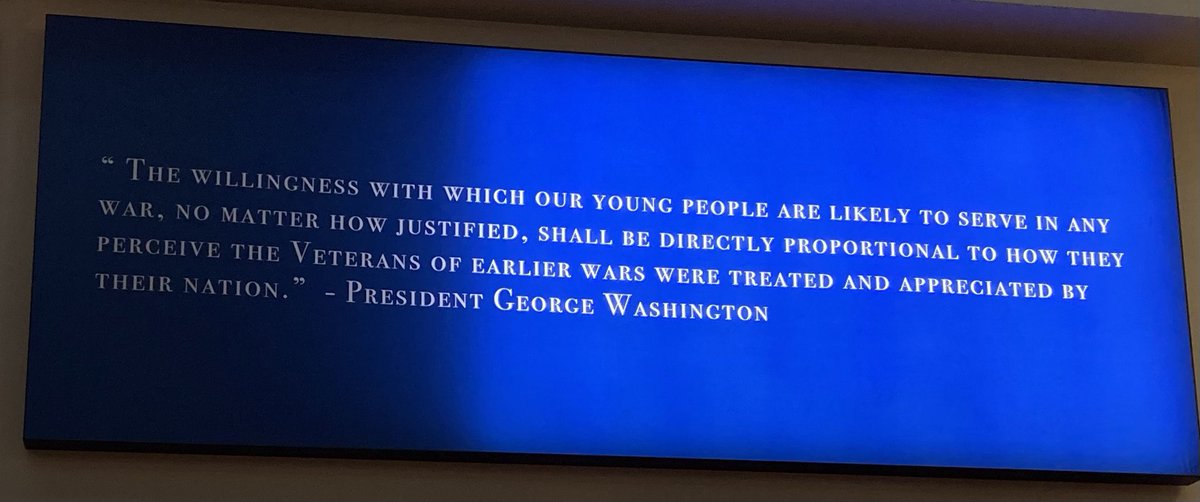 “ The willingness with which our young people are likely to serve in any
war, no matter how justified, shall be directly proportional to how they
perceive the Veterans of earlier wars were treated and appreciated by
their nation.” - President George Washington